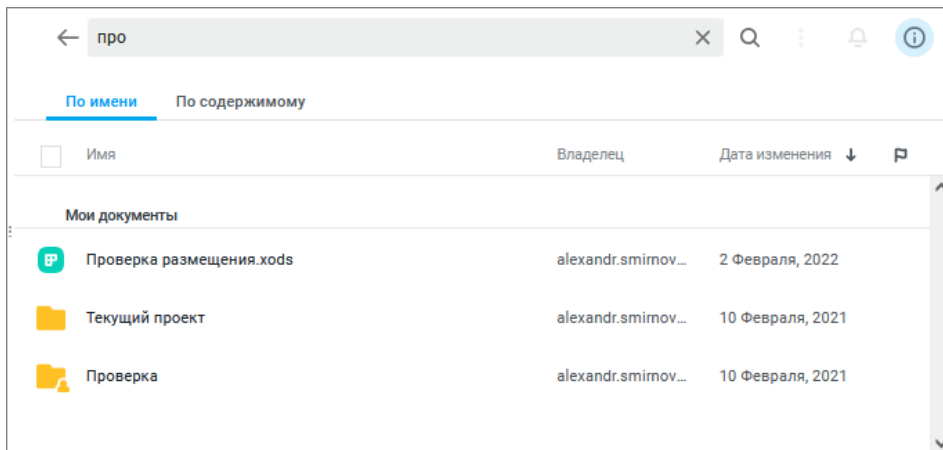 про
По имени По содержимому
Имя Владелец Дата изменения
Мои документы
Проверка размещения.xods alexandr.smirnov... 2 Февраля, 2022
Текущий проект alexandr.smirnov... 10 Февраля, 2021
Проверка alexandr.smirnov... 10 Февраля, 2021